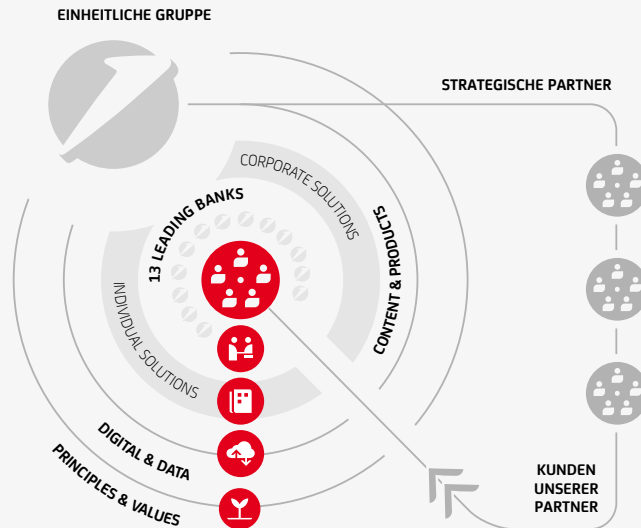 EINHEITLICHE GRUPPE
STRATEGISCHE PARTNER
CORPORATE SOLUTIONS
13 LEADING BANKS
CONTENT & PRODUCTS
INDIVIDUAL SOLUTIONS
DIGITAL & DATA
PRINCIPLES & VALUES
KUNDEN
UNSERER
PARTNER